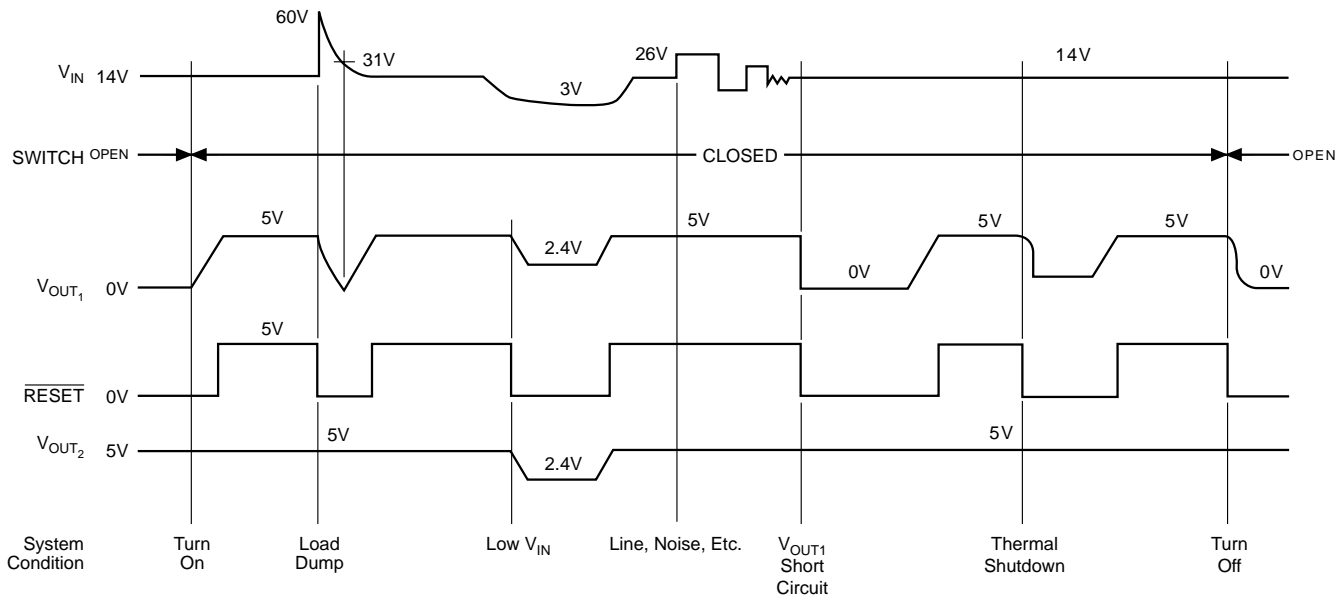 60V
31V
26V
14V
V_IN 14V
3V
SWITCH OPEN
CLOSED
OPEN
5V
5V
5V
5V
2.4V
V_OUT1 0V
0V
0V
5V
RESET 0V
V_OUT2 5V
5V
5V
2.4V
System
Condition
Turn
On
Load
Dump
Low V_IN
Line, Noise, Etc.
V_OUT1
Short
Circuit
Thermal
Shutdown
Turn
Off